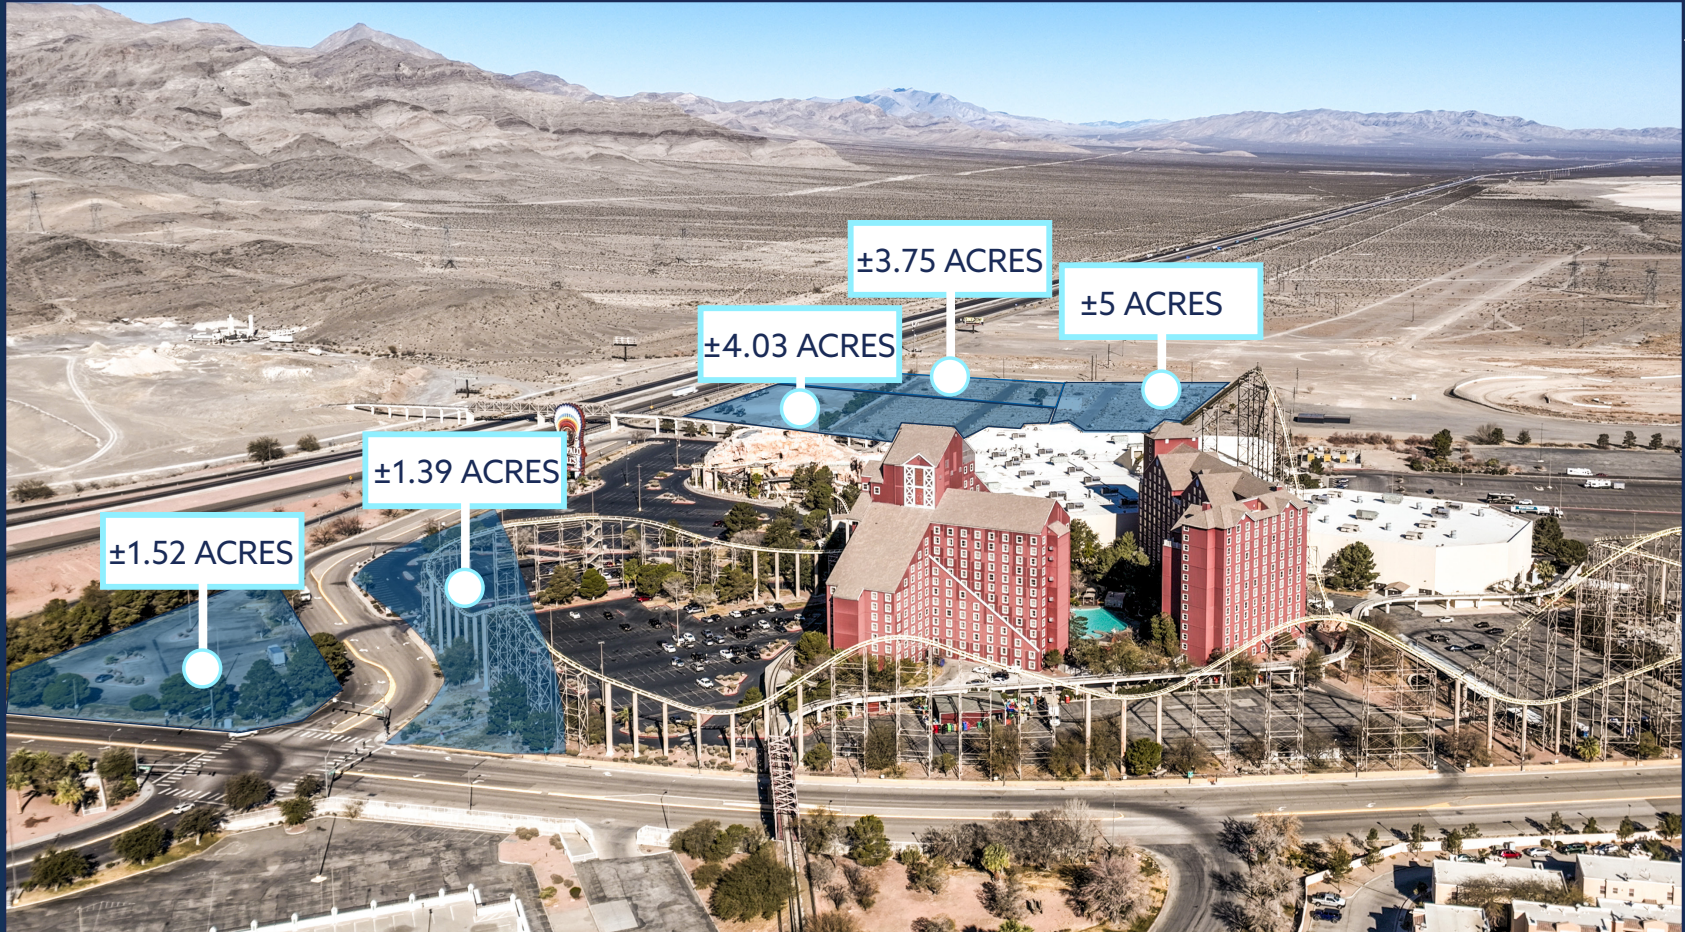 ±3.75 ACRES
±5 ACRES
±4.03 ACRES
±1.39 ACRES
±1.52 ACRES